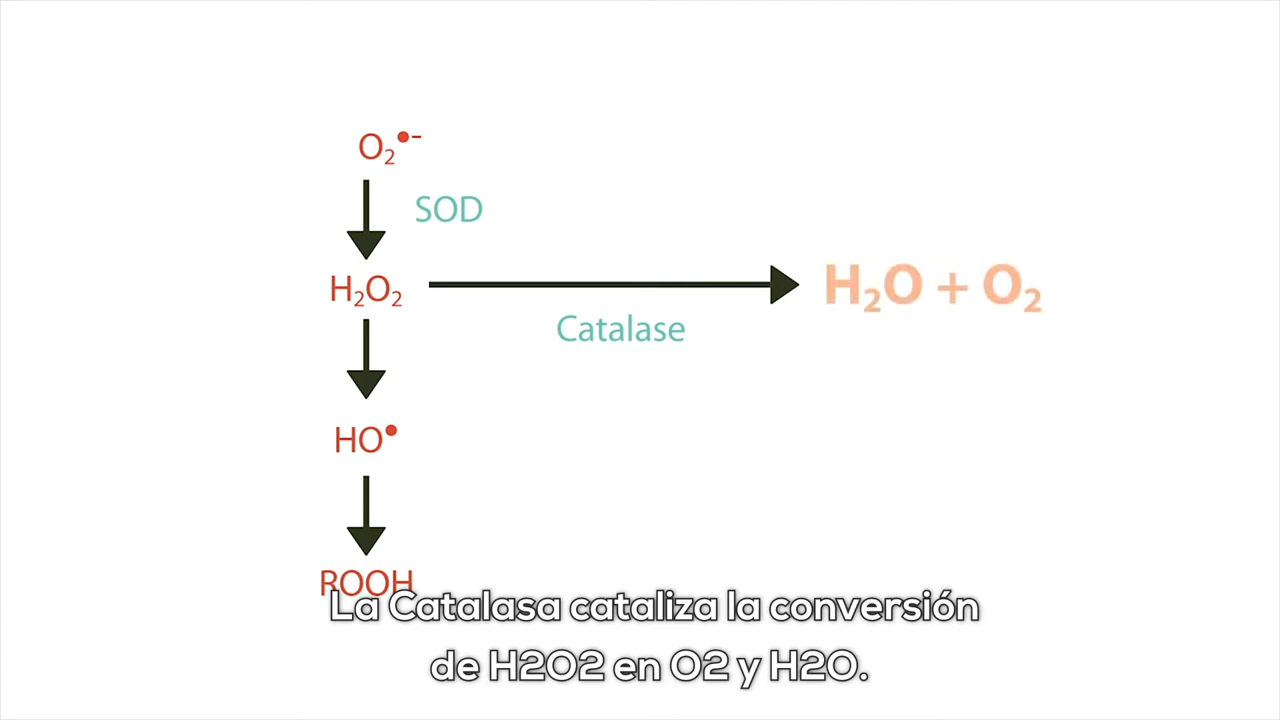 O₂•-
SOD
H₂O₂
H₂O + O₂
Catalase
HO•
ROOH
La Catalasa cataliza la conversión
de H2O2 en O2 y H2O.